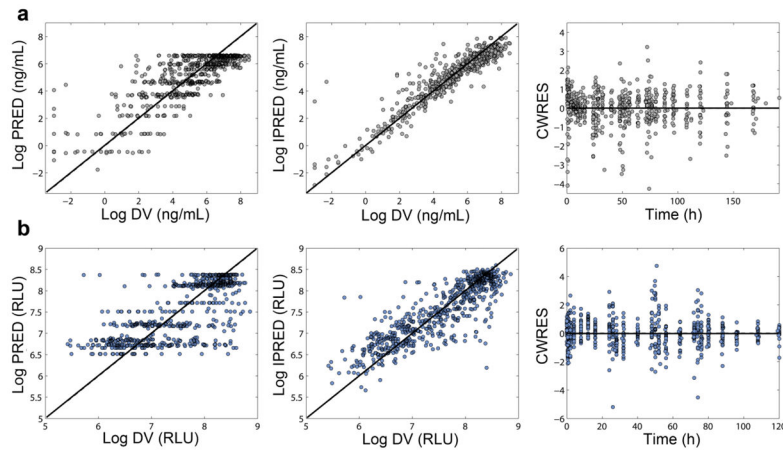 a
Log PRED (ng/mL)
8
6
4
2
0
−2
−2 0 2 4 6 8
Log DV (ng/mL)
Log IPRED (ng/mL)
8
6
4
2
0
−2
−2 0 2 4 6 8
Log DV (ng/mL)
CWRES
4
3
2
1
0
-1
-2
-3
-4
0 50 100 150
Time (h)
b
Log PRED (RLU)
9
8.5
8
7.5
7
6.5
6
5.5
5
5 6 7 8 9
Log DV (RLU)
Log IPRED (RLU)
9
8.5
8
7.5
7
6.5
6
5.5
5
5 6 7 8 9
Log DV (RLU)
CWRES
6
4
2
0
-2
-4
-6
0 20 40 60 80 100 120
Time (h)